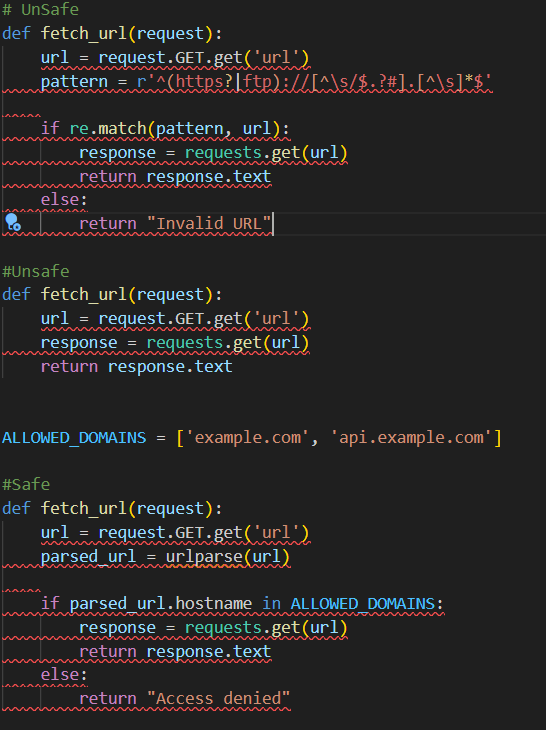 # UnSafe
def fetch_url(request):
    url = request.GET.get('url')
    pattern = r'^(https?|ftp)://[^\s/$.?#].[^\s]*$'
    if re.match(pattern, url):
        response = requests.get(url)
        return response.text
    else:
        return "Invalid URL"
#Unsafe
def fetch_url(request):
    url = request.GET.get('url')
    response = requests.get(url)
    return response.text
ALLOWED_DOMAINS = ['example.com', 'api.example.com']
#Safe
def fetch_url(request):
    url = request.GET.get('url')
    parsed_url = urlparse(url)
    if parsed_url.hostname in ALLOWED_DOMAINS:
        response = requests.get(url)
        return response.text
    else:
        return "Access denied"